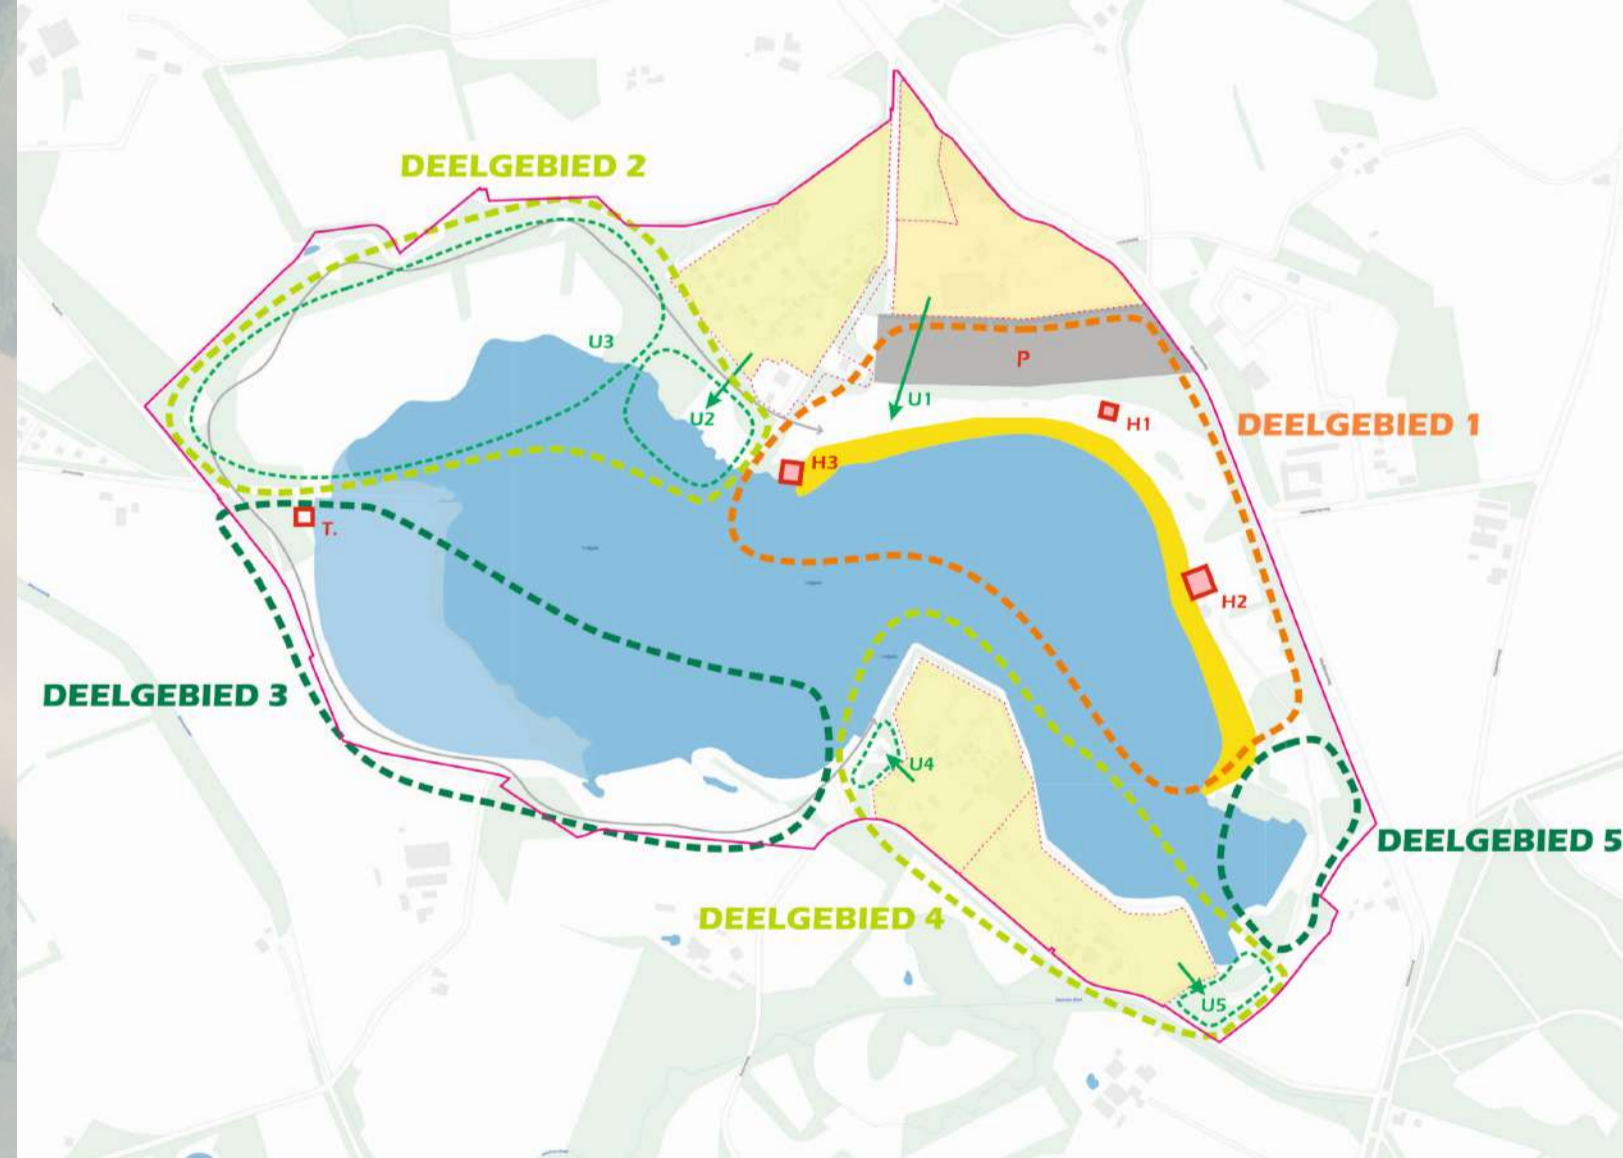 DEELGEBIED 2
U3
P
U2
U1
H1
DEELGEBIED 1
H3
T.
H2
DEELGEBIED 3
U4
DEELGEBIED 5
DEELGEBIED 4
U5